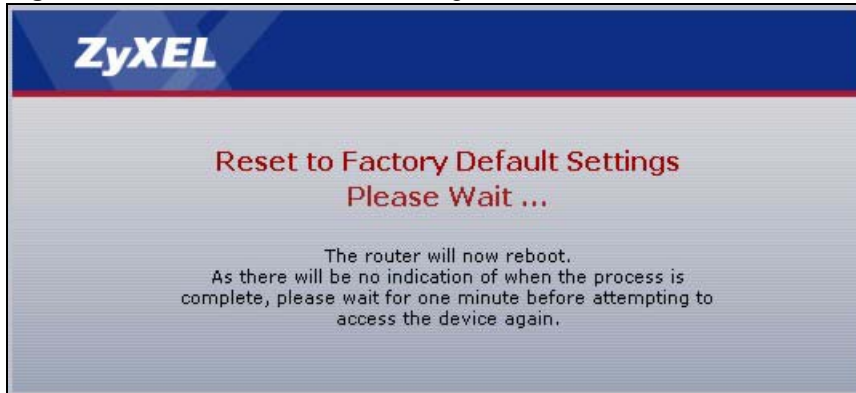 ZyXEL
Reset to Factory Default Settings
Please Wait ...
The router will now reboot.
As there will be no indication of when the process is
complete, please wait for one minute before attempting to
access the device again.